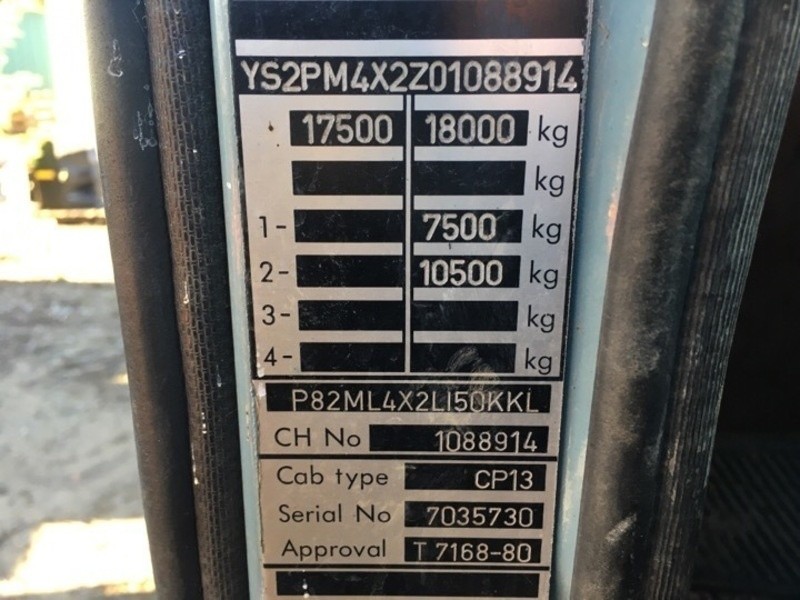 YS2PM4X2Z01088914
17500 18000 kg
kg
1- 7500 kg
2- 10500 kg
3- kg
4- kg
P82ML4X2LI50KKL
CH No 1088914
Cab type CP13
Serial No 7035730
Approval T 7168-80